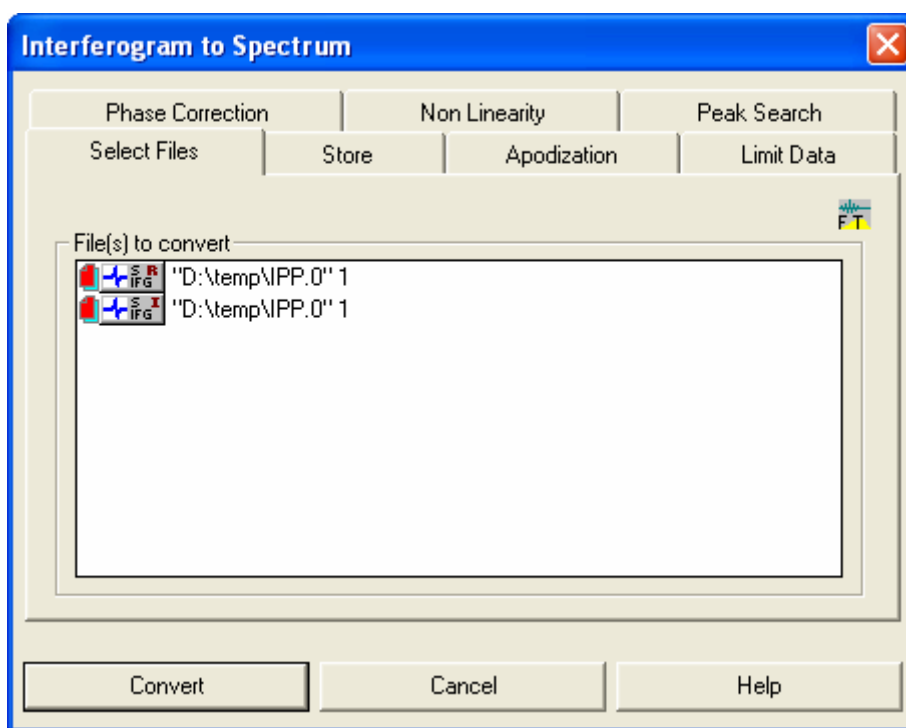 Interferogram to Spectrum
Phase Correction Non Linearity Peak Search
Select Files Store Apodization Limit Data
F T
File(s) to convert
S R IFG "D:\temp\IPP.0" 1
S I IFG "D:\temp\IPP.0" 1
Convert Cancel Help